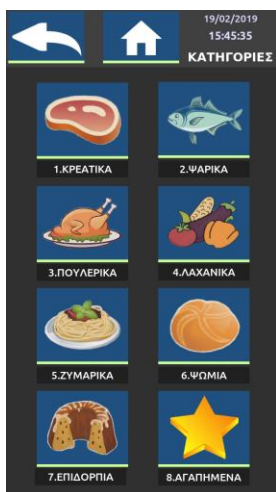 19/02/2019
15:45:35
ΚΑΤΗΓΟΡΙΕΣ
1.ΚΡΕΑΤΙΚΑ
2.ΨΑΡΙΚΑ
3.ΠΟΥΛΕΡΙΚΑ
4.ΛΑΧΑΝΙΚΑ
5.ΖΥΜΑΡΙΚΑ
6.ΨΩΜΙΑ
7.ΕΠΙΔΟΡΠΙΑ
8.ΑΓΑΠΗΜΕΝΑ